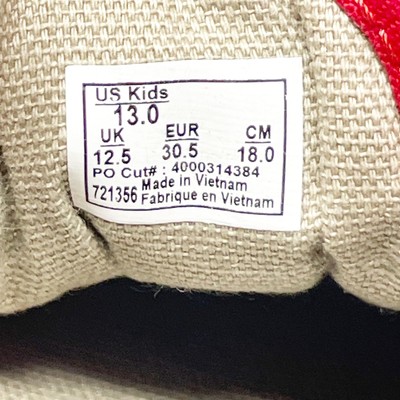 US Kids
13.0
UK EUR CM
12.5 30.5 18.0
PO Cut# : 4000314384
Made in Vietnam
721356 Fabrique en Vietnam